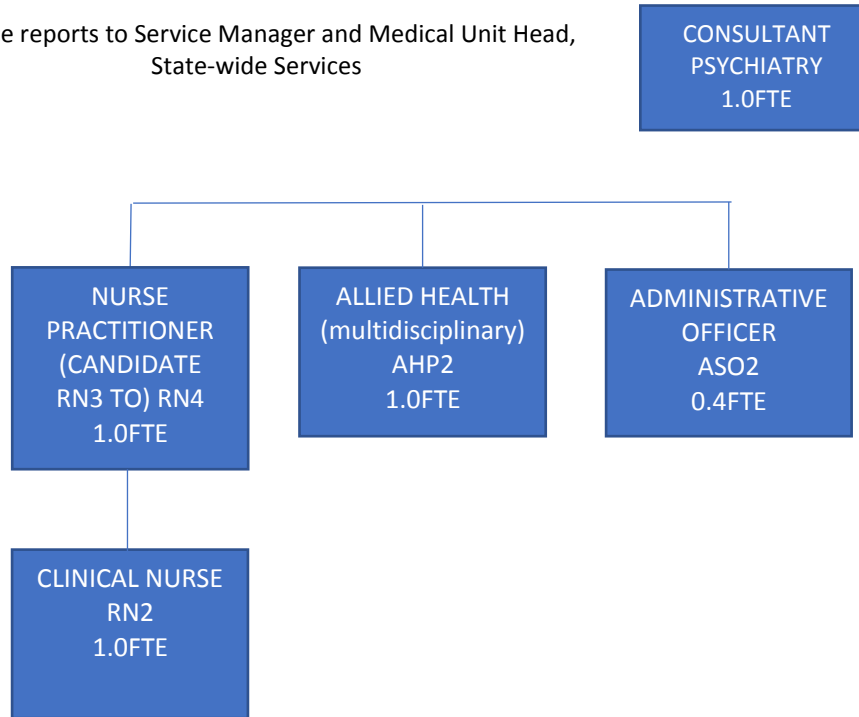 e reports to Service Manager and Medical Unit Head,
State-wide Services
CONSULTANT
PSYCHIATRY
1.0FTE
NURSE
PRACTITIONER
(CANDIDATE
RN3 TO) RN4
1.0FTE
ALLIED HEALTH
(multidisciplinary)
AHP2
1.0FTE
ADMINISTRATIVE
OFFICER
ASO2
0.4FTE
CLINICAL NURSE
RN2
1.0FTE